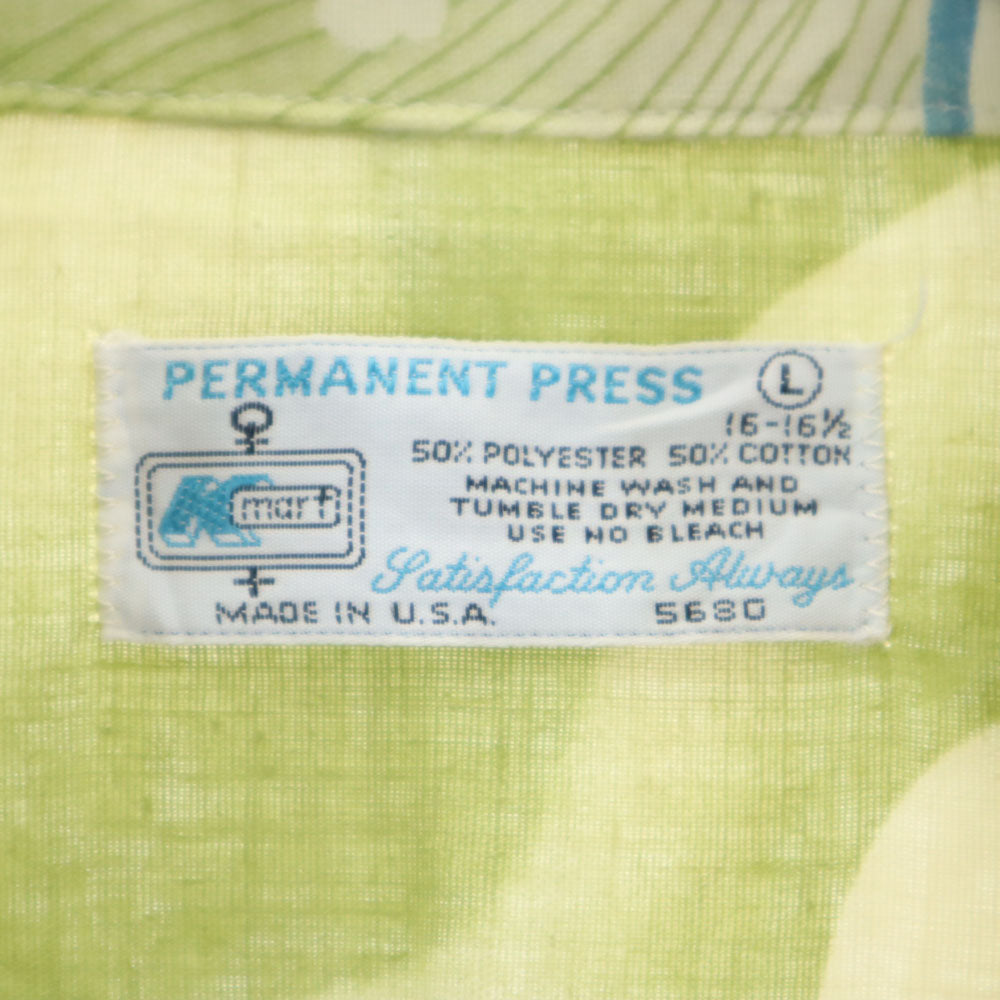 PERMANENT PRESS L
16-16½
50% POLYESTER 50% COTTON
Kmart
MACHINE WASH AND
TUMBLE DRY MEDIUM
USE NO BLEACH
Satisfaction Always
MADE IN U.S.A. 5680